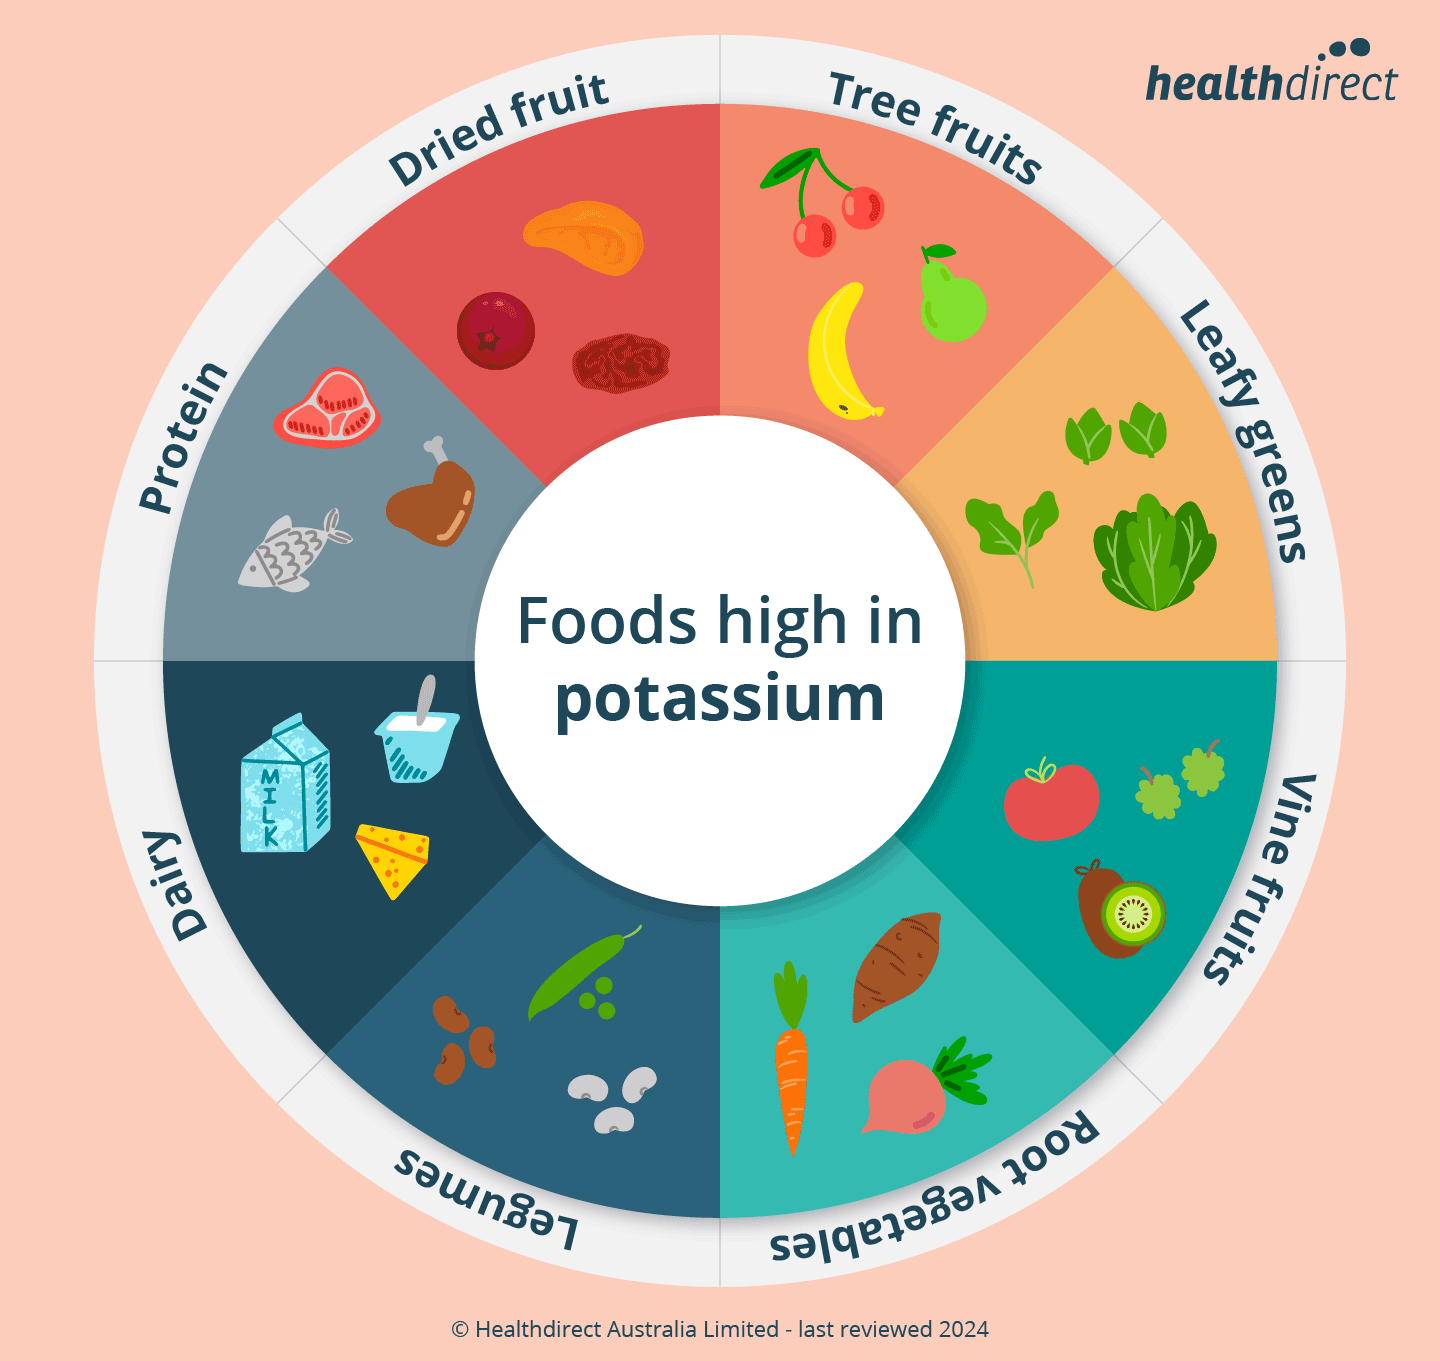 healthdirect
Dried fruit
Tree fruits
Leafy greens
Protein
Foods high in
potassium
MILK
Dairy
Vine fruits
Legumes
Root vegetables
© Healthdirect Australia Limited - last reviewed 2024